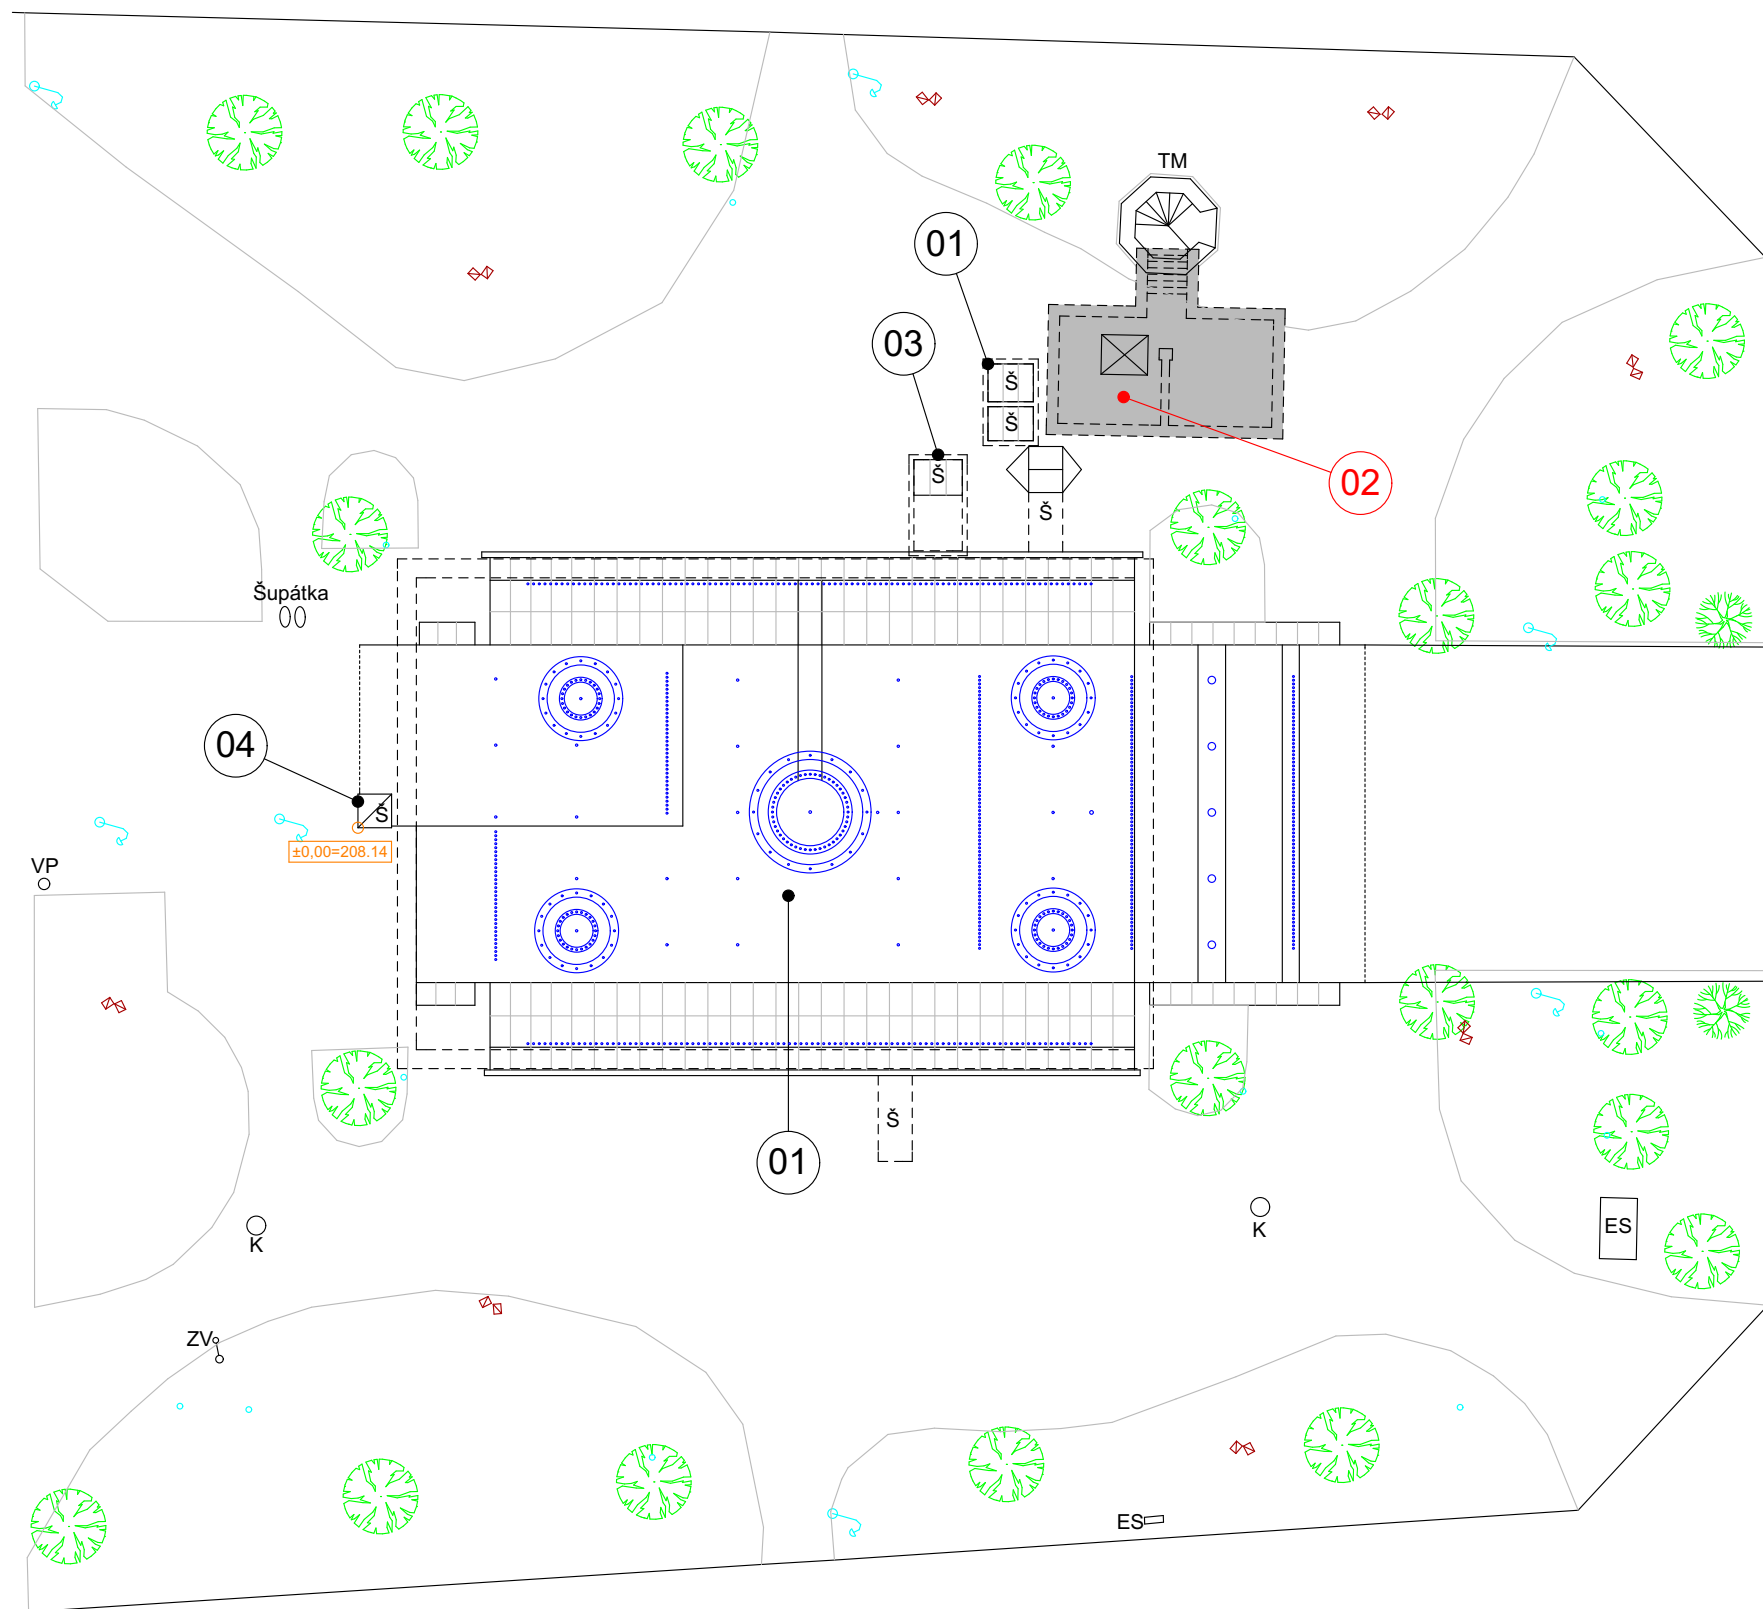 TM
01
03
Š
Š
Š
02
Š
Šupátka
04
Š
±0,00=208.14
VP
Š
01
K
K
ES
ZV
ES